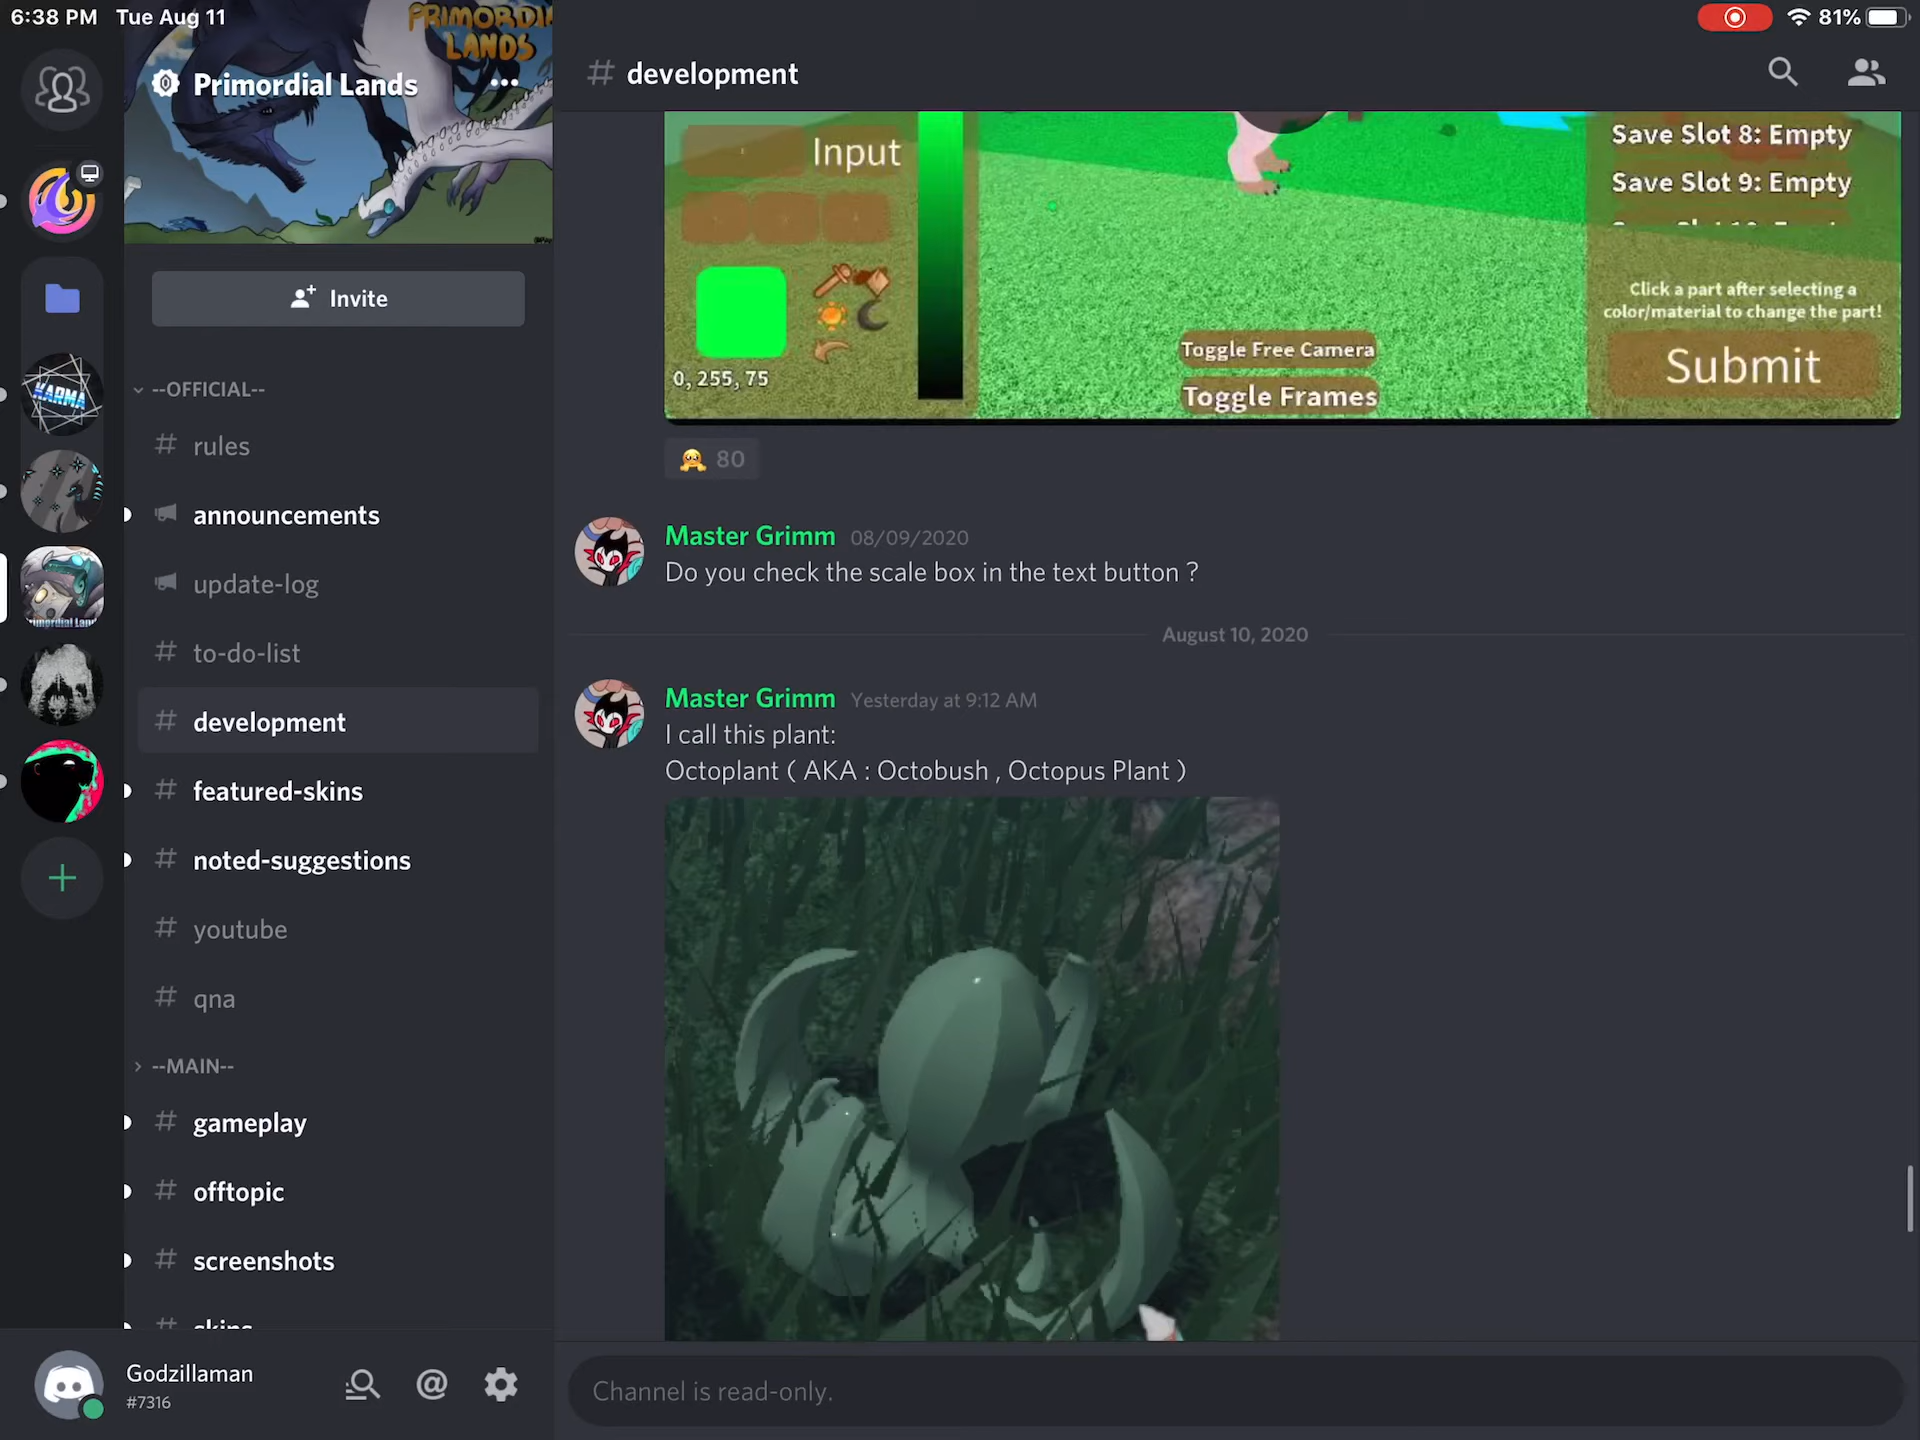 6:38 PM Tue Aug 11
81%
PRIMORDIAL
LANDS
Primordial Lands
Invite
--OFFICIAL--
rules
announcements
update-log
to-do-list
development
featured-skins
noted-suggestions
youtube
qna
--MAIN--
gameplay
offtopic
screenshots
skins
Godzillaman
#7316
KARMA
# development
Input
0, 255, 75
Toggle Free Camera
Toggle Frames
Save Slot 8: Empty
Save Slot 9: Empty
Click a part after selecting a
color/material to change the part!
Submit
80
Master Grimm 08/09/2020
Do you check the scale box in the text button ?
August 10, 2020
Master Grimm Yesterday at 9:12 AM
I call this plant:
Octoplant ( AKA : Octobush , Octopus Plant )
Channel is read-only.